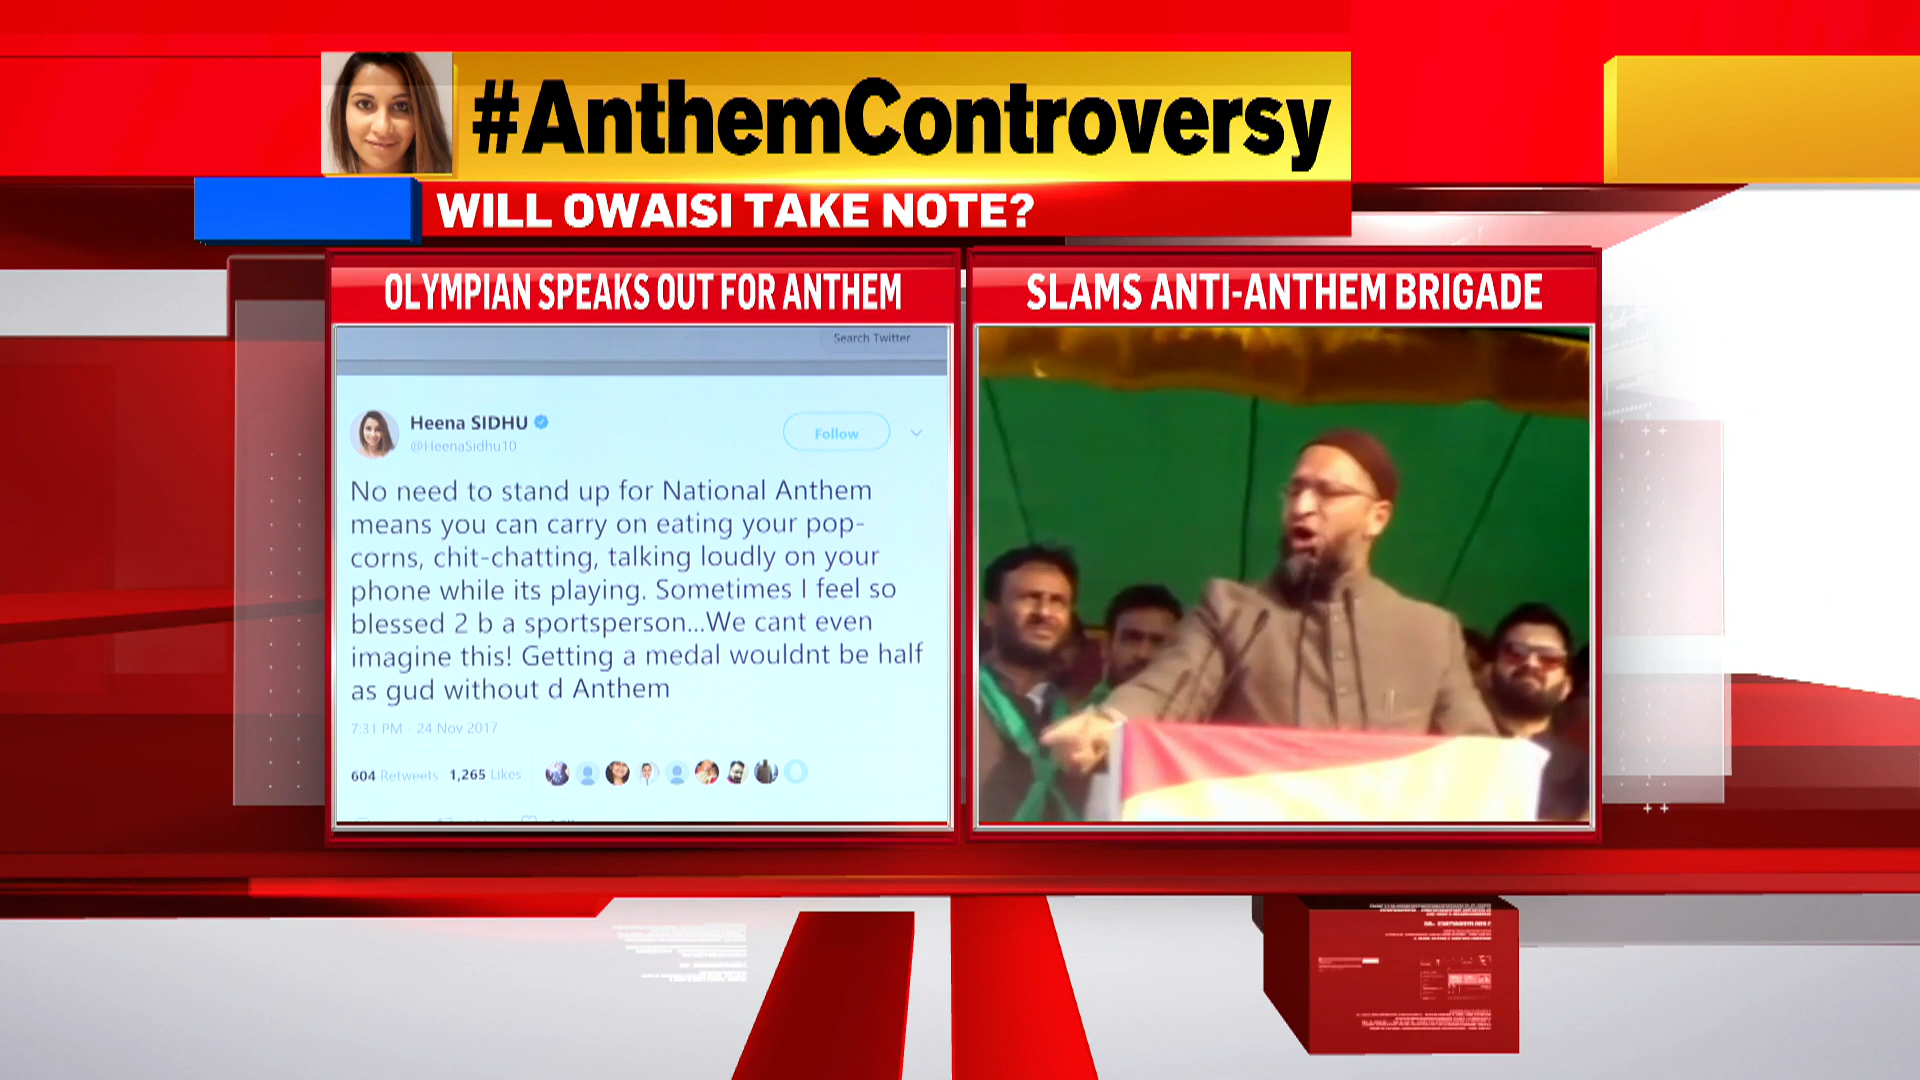 #AnthemControversy
WILL OWAISI TAKE NOTE?
OLYMPIAN SPEAKS OUT FOR ANTHEM
SLAMS ANTI-ANTHEM BRIGADE
Search Twitter
Heena SIDHU
@HeenaSidhu10
Follow
No need to stand up for National Anthem
means you can carry on eating your pop-
corns, chit-chatting, talking loudly on your
phone while its playing. Sometimes I feel so
blessed 2 b a sportsperson...We cant even
imagine this! Getting a medal wouldnt be half
as gud without d Anthem
7:31 PM - 24 Nov 2017
604 Retweets 1,265 Likes